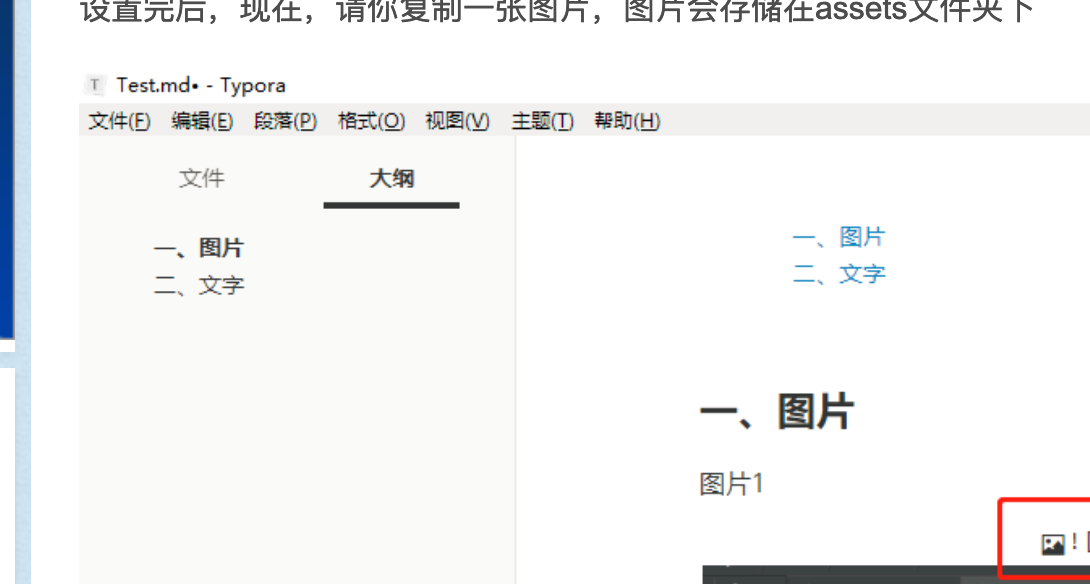 设置完后，现在，请你复制一张图片，图片会存储在assets文件夹下
Test.md• - Typora
文件(F) 编辑(E) 段落(P) 格式(O) 视图(V) 主题(T) 帮助(H)
文件 大纲
一、图片
二、文字
一、图片
二、文字
一、图片
图片1
!